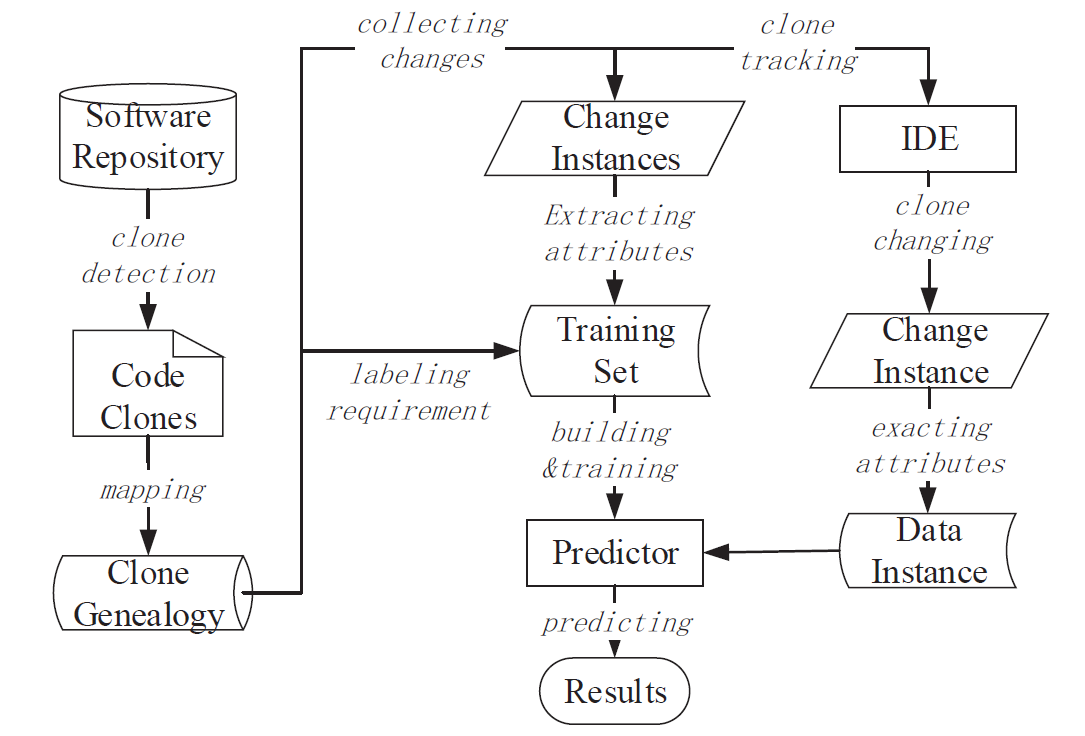 Software
Repository
clone
detection
Code
Clones
mapping
Clone
Genealogy
collecting
changes
labeling
requirement
Change
Instances
Extracting
attributes
Training
Set
building
&training
Predictor
predicting
Results
clone
tracking
IDE
clone
changing
Change
Instance
exacting
attributes
Data
Instance